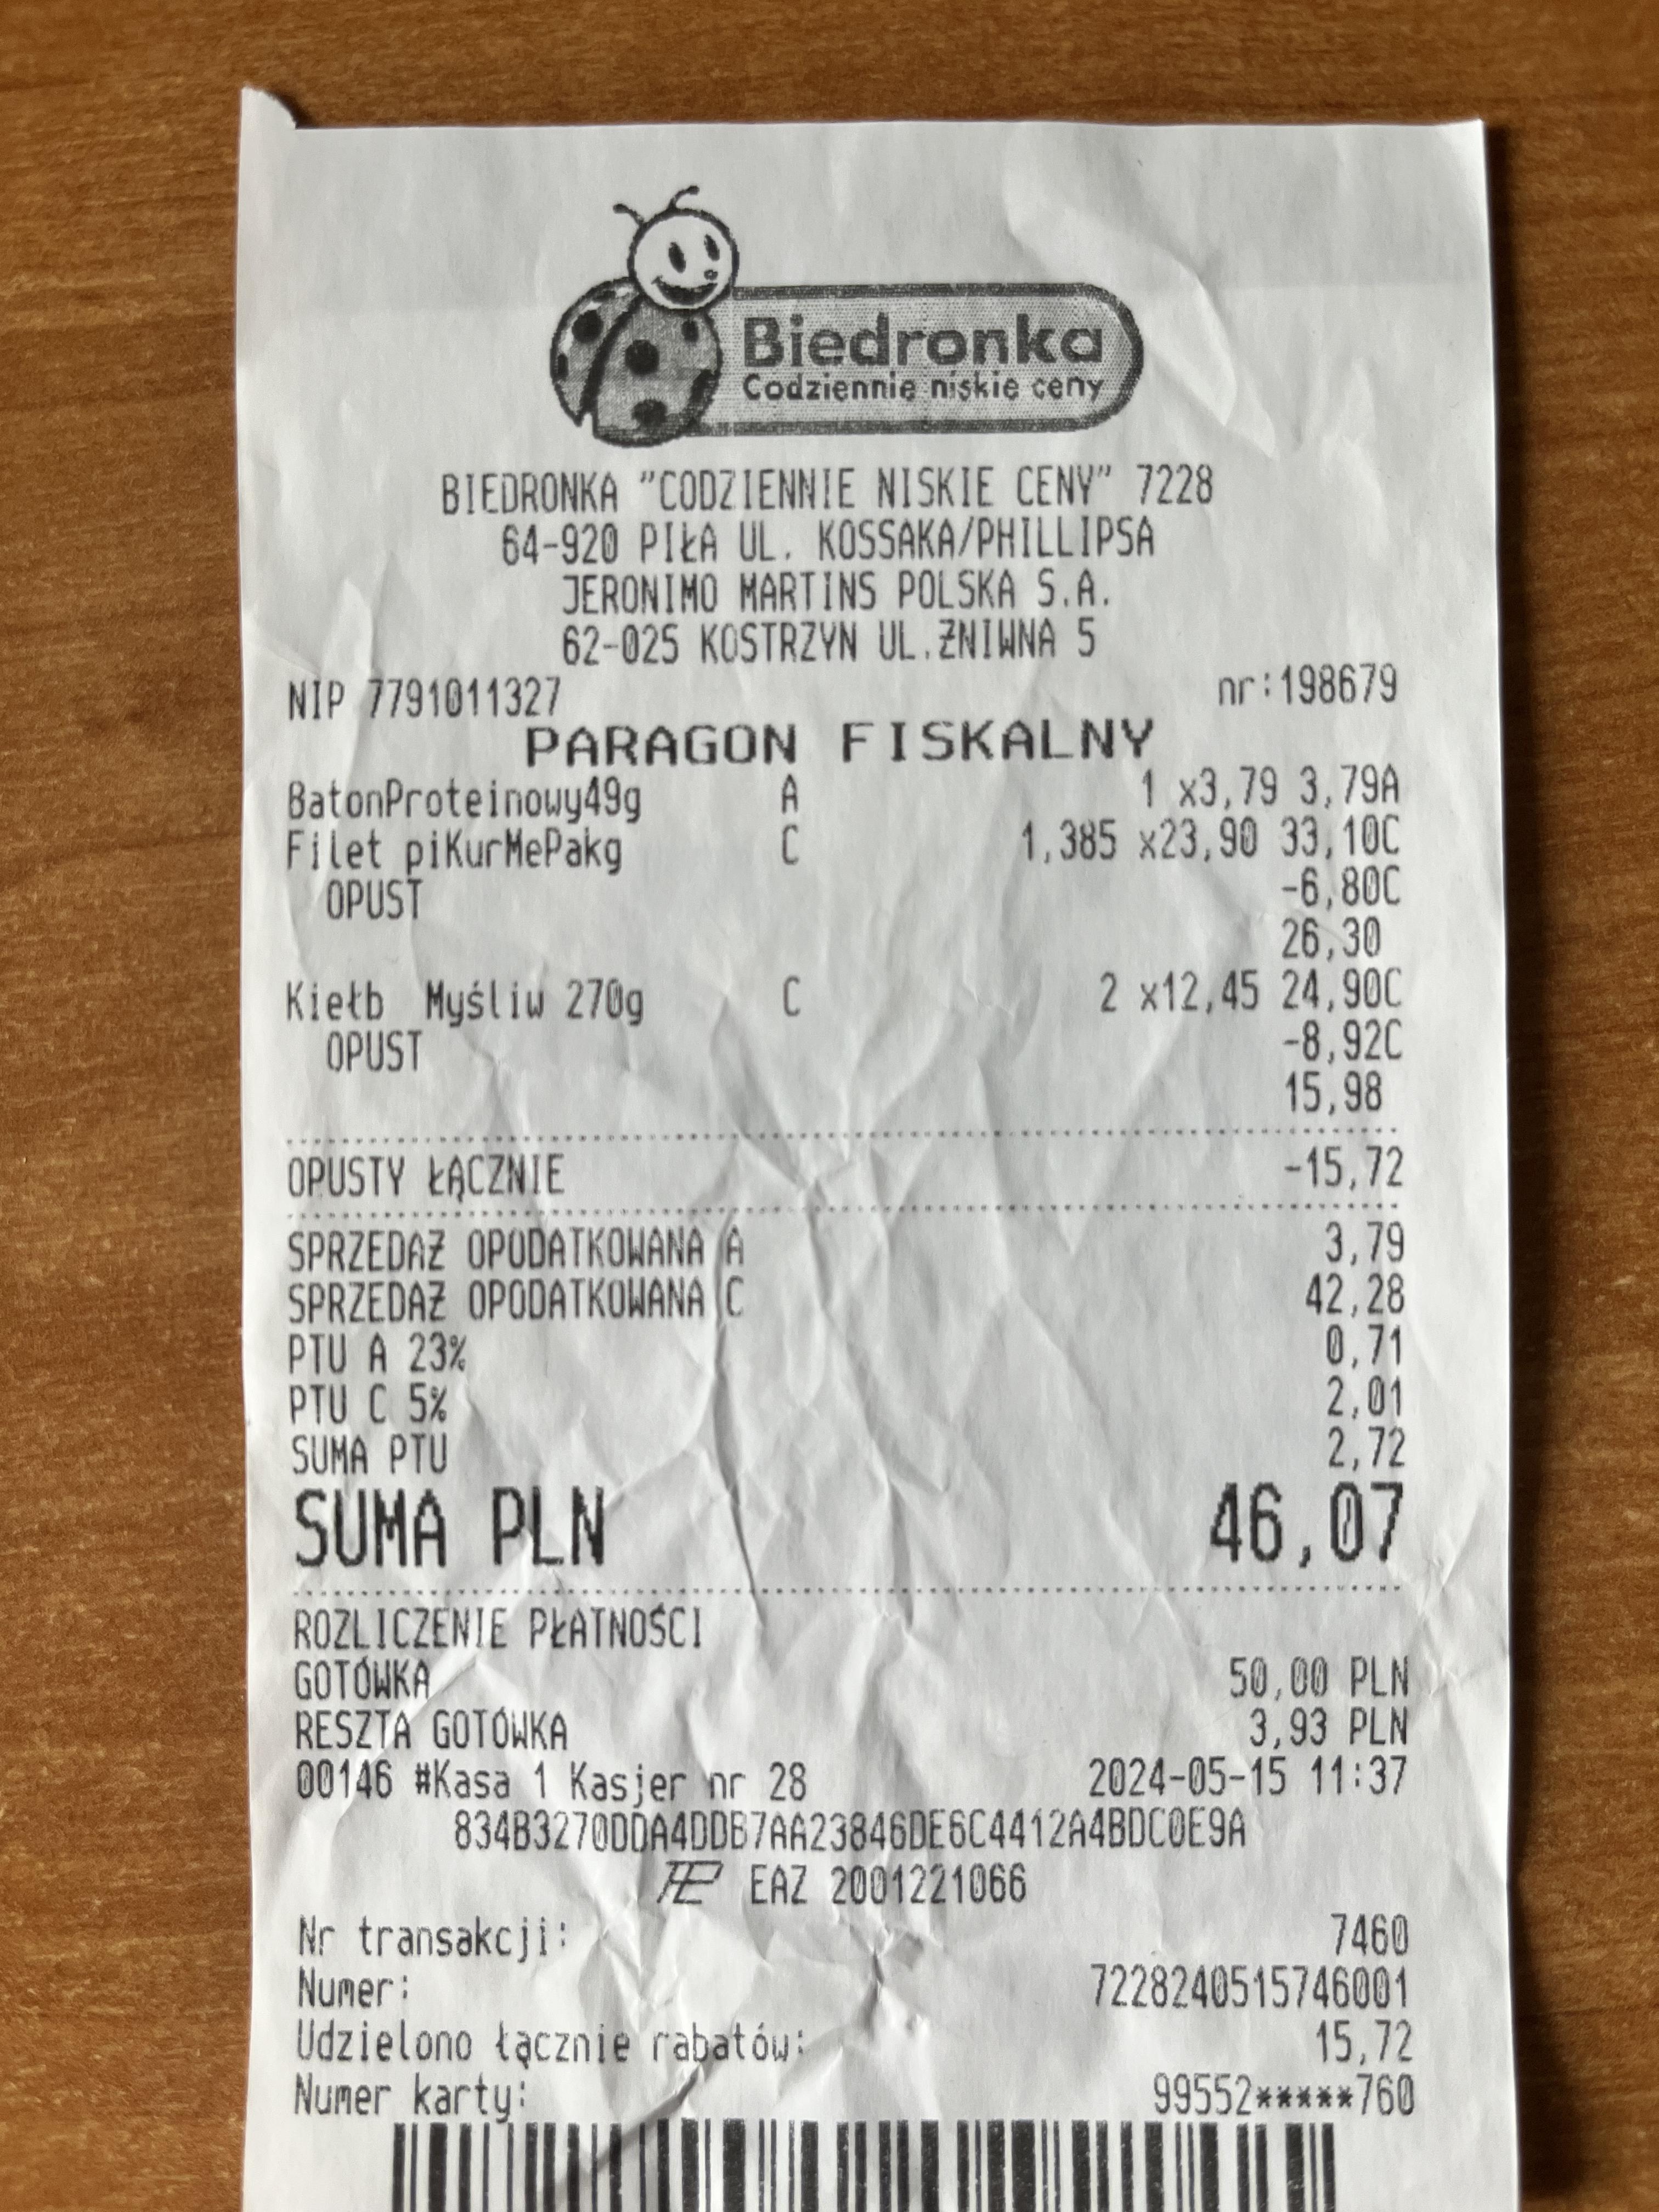 Biedronka
Codziennie niskie ceny
BIEDRONKA "CODZIENNIE NISKIE CENY" 7228
64-920 PIŁA UL. KOSSAKA/PHILLIPSA
JERONIMO MARTINS POLSKA S.A.
62-025 KOSTRZYN UL.ŻNIWNA 5
NIP 7791011327 nr:198679
PARAGON FISKALNY
BatonProteinowy49g A 1 x3,79 3,79A
Filet piKurMePakg C 1,385 x23,90 33,10C
OPUST -6,80C
26,30
Kiełb Myśliw 270g C 2 x12,45 24,90C
OPUST -8,92C
15,98
OPUSTY ŁĄCZNIE -15,72
SPRZEDAŻ OPODATKOWANA A 3,79
SPRZEDAŻ OPODATKOWANA C 42,28
PTU A 23% 0,71
PTU C 5% 2,01
SUMA PTU 2,72
SUMA PLN 46,07
ROZLICZENIE PŁATNOŚCI
GOTÓWKA 50,00 PLN
RESZTA GOTÓWKA 3,93 PLN
00146 #Kasa 1 Kasjer nr 28 2024-05-15 11:37
834B3270DDA4DDB7AA23846DE6C4412A4BDC0E9A
EAZ 2001221066
Nr transakcji: 7460
Numer: 7228240515746001
Udzielono łącznie rabatów: 15,72
Numer karty: 99552*****760